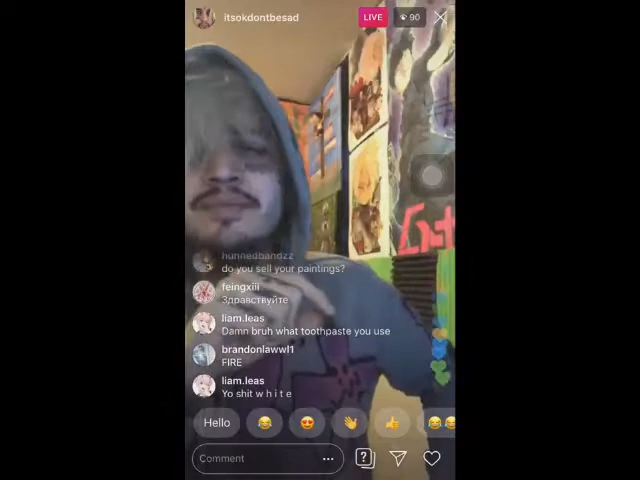 itsokdontbesad
LIVE
90
hunnedbandzz
do you sell your paintings?
feingxiii
Здравствуйте
liam.leas
Damn bruh what toothpaste you use
brandonlawwl1
FIRE
liam.leas
Yo shit w h i t e
Hello
Comment